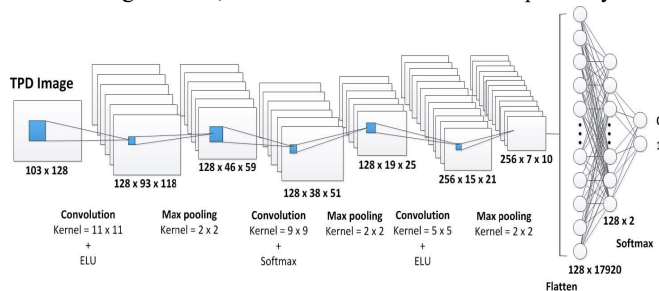 TPD Image
103 x 128
128 x 93 x 118
128 x 46 x 59
128 x 38 x 51
128 x 19 x 25
256 x 15 x 21
256 x 7 x 10
Convolution
Kernel = 11 x 11
+
ELU
Max pooling
Kernel = 2 x 2
Convolution
Kernel = 9 x 9
+
Softmax
Max pooling
Kernel = 2 x 2
Convolution
Kernel = 5 x 5
+
ELU
Max pooling
Kernel = 2 x 2
128 x 2
Softmax
128 x 17920
Flatten